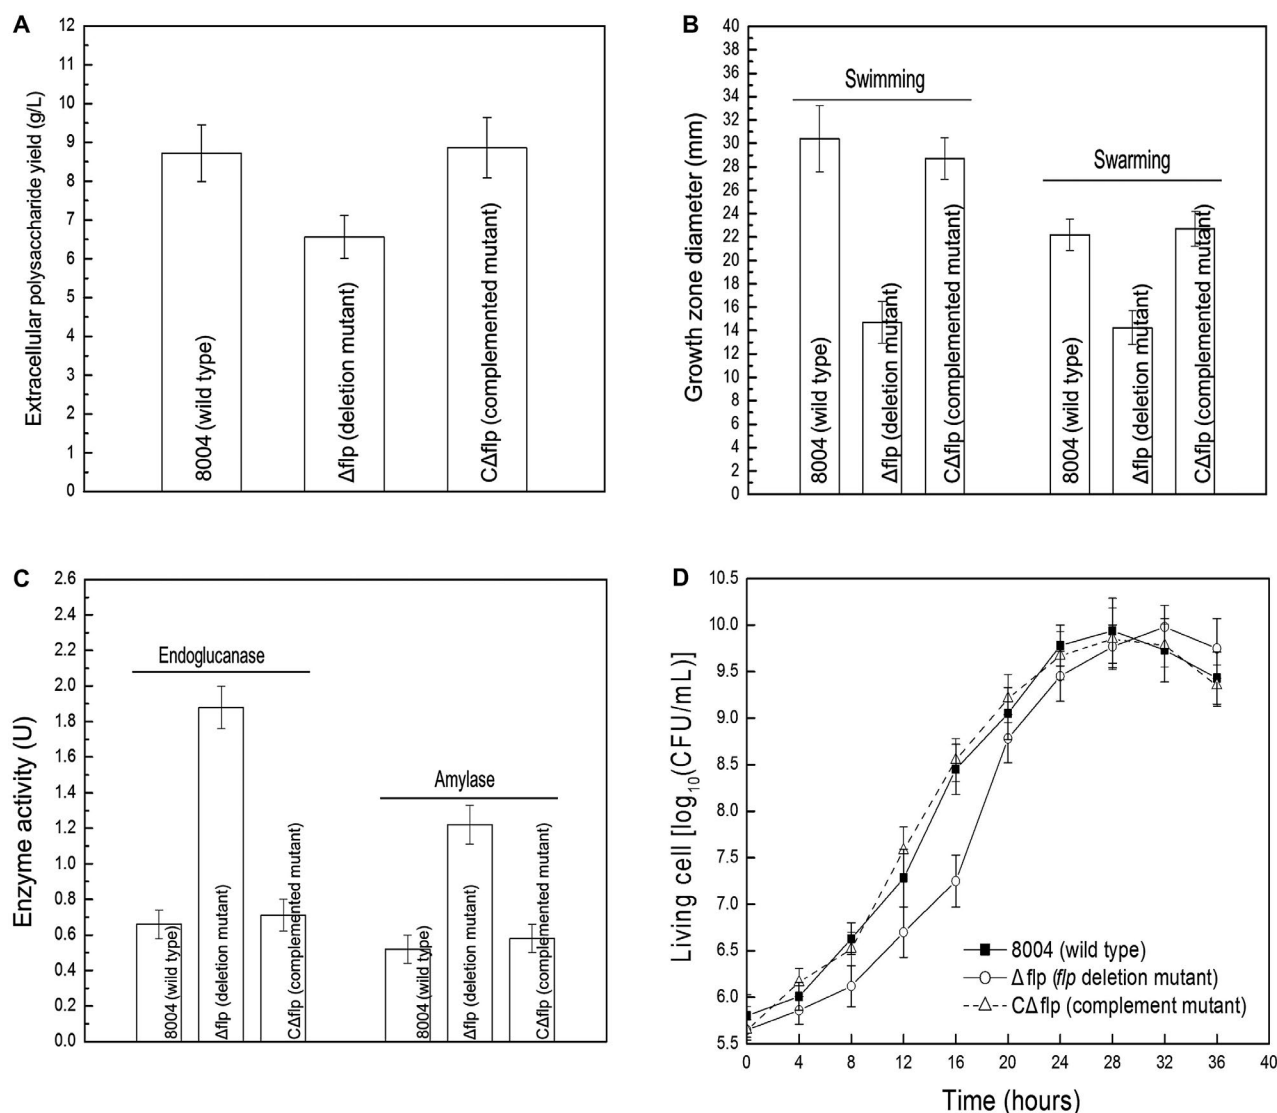 A
Extracellular polysaccharide yield (g/L)
12
11
10
9
8
7
6
5
4
3
2
1
0
8004 (wild type)
Δflp (deletion mutant)
CΔflp (complemented mutant)
B
Growth zone diameter (mm)
40
38
36
34
32
30
28
26
24
22
20
18
16
14
12
10
8
6
4
2
0
Swimming
8004 (wild type)
Δflp (deletion mutant)
CΔflp (complemented mutant)
Swarming
8004 (wild type)
Δflp (deletion mutant)
CΔflp (complemented mutant)
C
Enzyme activity (U)
2.6
2.4
2.2
2.0
1.8
1.6
1.4
1.2
1.0
0.8
0.6
0.4
0.2
0.0
Endoglucanase
8004 (wild type)
Δflp (deletion mutant)
CΔflp (complemented mutant)
Amylase
8004 (wild type)
Δflp (deletion mutant)
CΔflp (complemented mutant)
D
Living cell [log₁₀(CFU/mL)]
10.5
10.0
9.5
9.0
8.5
8.0
7.5
7.0
6.5
6.0
5.5
8004 (wild type)
Δflp (flp deletion mutant)
CΔflp (complement mutant)
0 4 8 12 16 20 24 28 32 36 40
Time (hours)